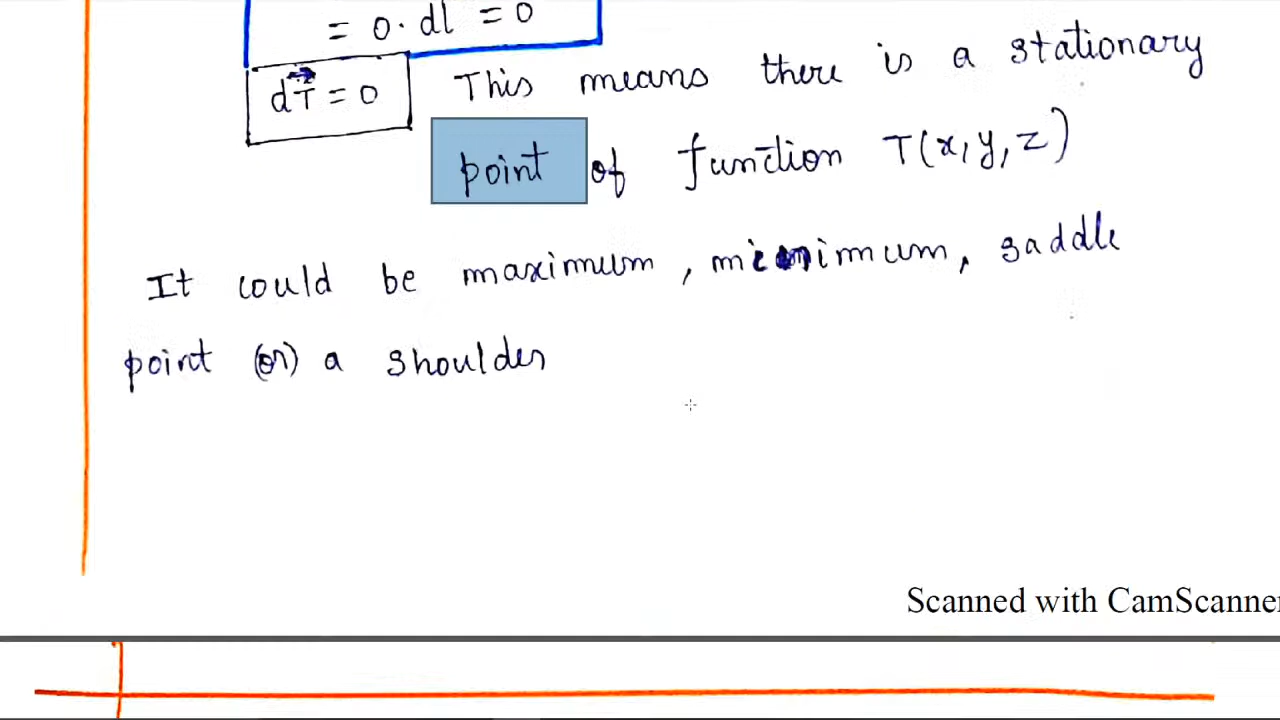 = 0 · dl = 0
dT⃗ = 0 This means there is a stationary
point of function T(x, y, z)
It could be maximum, minimum, saddle
point (or) a shoulder
Scanned with CamScanner